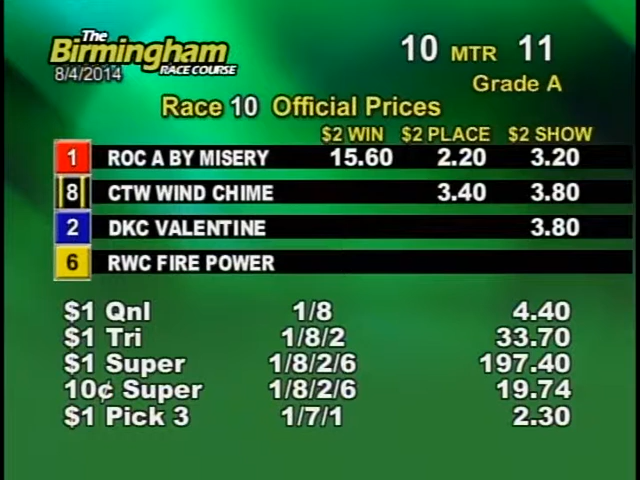 The
Birmingham
RACE COURSE
8/4/2014
10 MTR 11
Grade A
Race 10 Official Prices
$2 WIN $2 PLACE $2 SHOW
1 ROC A BY MISERY 15.60 2.20 3.20
8 CTW WIND CHIME 3.40 3.80
2 DKC VALENTINE 3.80
6 RWC FIRE POWER
$1 Qnl 1/8 4.40
$1 Tri 1/8/2 33.70
$1 Super 1/8/2/6 197.40
10¢ Super 1/8/2/6 19.74
$1 Pick 3 1/7/1 2.30